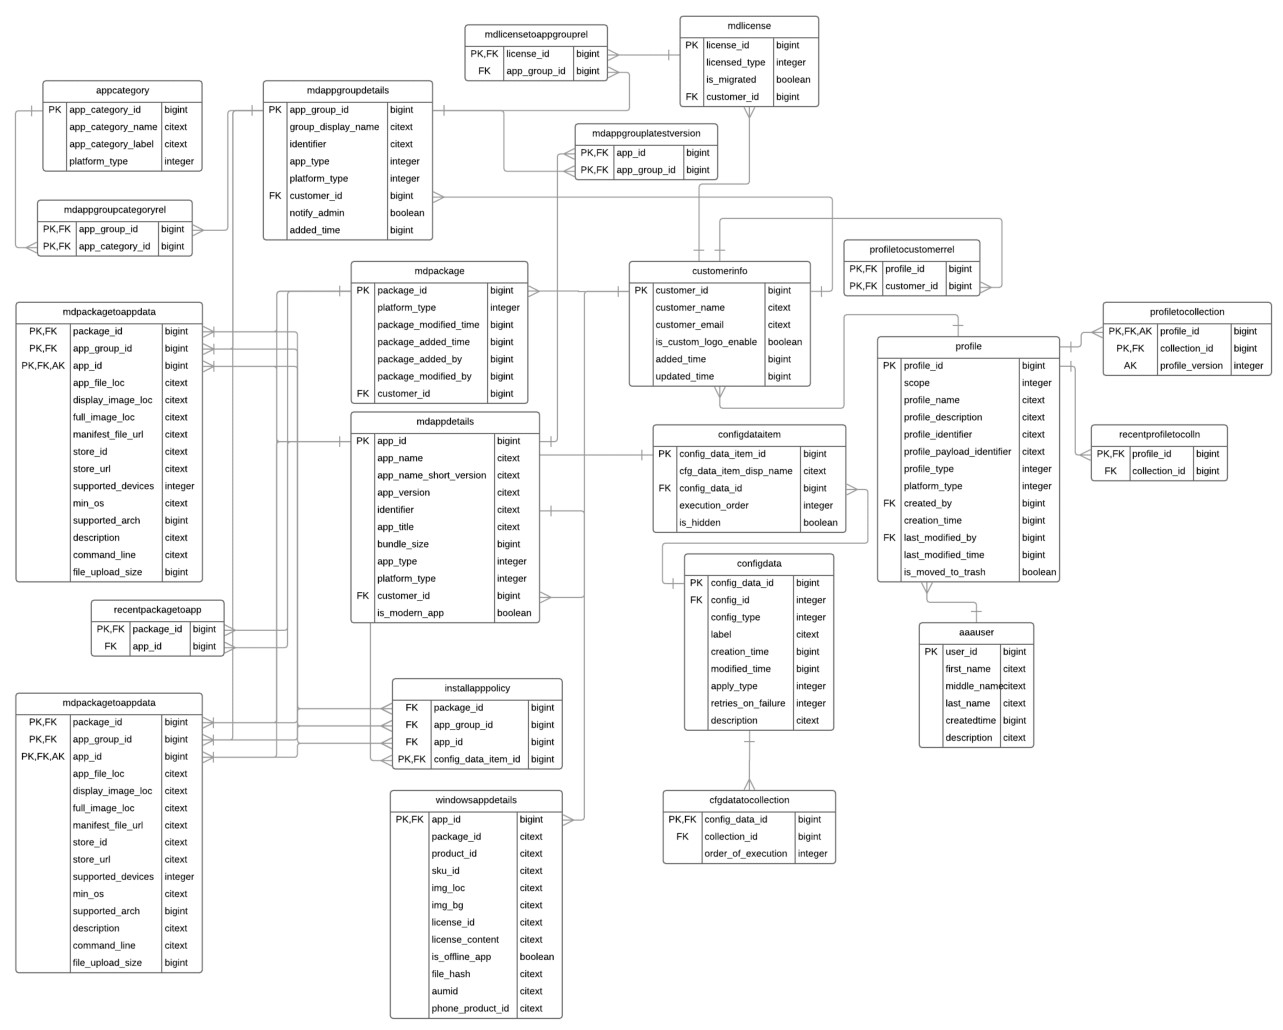 mdlicensetoappgrouprel
PK,FK license_id bigint
FK app_group_id bigint
mdlicense
PK license_id bigint
licensed_type integer
is_migrated boolean
FK customer_id bigint
appcategory
PK app_category_id bigint
app_category_name citext
app_category_label citext
platform_type integer
mdappgroupdetails
PK app_group_id bigint
group_display_name citext
identifier citext
app_type integer
platform_type integer
FK customer_id bigint
notify_admin boolean
added_time bigint
mdappgrouplatestversion
PK,FK app_id bigint
PK,FK app_group_id bigint
mdappgroupcategoryrel
PK,FK app_group_id bigint
PK,FK app_category_id bigint
mdpackage
PK package_id bigint
platform_type integer
package_modified_time bigint
package_added_time bigint
package_added_by bigint
package_modified_by bigint
FK customer_id bigint
customerinfo
PK customer_id bigint
customer_name citext
customer_email citext
is_custom_logo_enable boolean
added_time bigint
updated_time bigint
profiletocustomerrel
PK,FK profile_id bigint
PK,FK customer_id bigint
mdpackagetoappdata
PK,FK package_id bigint
PK,FK app_group_id bigint
PK,FK,AK app_id bigint
app_file_loc citext
display_image_loc citext
full_image_loc citext
manifest_file_url citext
store_id citext
store_url citext
supported_devices integer
min_os citext
supported_arch bigint
description citext
command_line citext
file_upload_size bigint
profiletocollection
PK,FK,AK profile_id bigint
PK,FK collection_id bigint
AK profile_version integer
profile
PK profile_id bigint
scope integer
profile_name citext
profile_description citext
profile_identifier citext
profile_payload_identifier citext
profile_type integer
platform_type integer
FK created_by bigint
creation_time bigint
FK last_modified_by bigint
last_modified_time bigint
is_moved_to_trash boolean
mdappdetails
PK app_id bigint
app_name citext
app_name_short_version citext
app_version citext
identifier citext
app_title citext
bundle_size bigint
app_type integer
platform_type integer
FK customer_id bigint
is_modern_app boolean
configdataitem
PK config_data_item_id bigint
cfg_data_item_disp_name citext
FK config_data_id bigint
execution_order integer
is_hidden boolean
recentprofiletocolln
PK,FK profile_id bigint
FK collection_id bigint
configdata
PK config_data_id bigint
FK config_id integer
config_type integer
label citext
creation_time bigint
modified_time bigint
apply_type integer
retries_on_failure integer
description citext
recentpackagetoapp
PK,FK package_id bigint
FK app_id bigint
aaauser
PK user_id bigint
first_name citext
middle_name citext
last_name citext
createdtime bigint
description citext
installapppolicy
FK package_id bigint
FK app_group_id bigint
FK app_id bigint
PK,FK config_data_item_id bigint
mdpackagetoappdata
PK,FK package_id bigint
PK,FK app_group_id bigint
PK,FK,AK app_id bigint
app_file_loc citext
display_image_loc citext
full_image_loc citext
manifest_file_url citext
store_id citext
store_url citext
supported_devices integer
min_os citext
supported_arch bigint
description citext
command_line citext
file_upload_size bigint
windowsappdetails
PK,FK app_id bigint
package_id citext
product_id citext
sku_id citext
img_loc citext
img_bg citext
license_id citext
license_content citext
is_offline_app boolean
file_hash citext
aumid citext
phone_product_id citext
cfgdatatocollection
PK,FK config_data_id bigint
FK collection_id bigint
order_of_execution integer